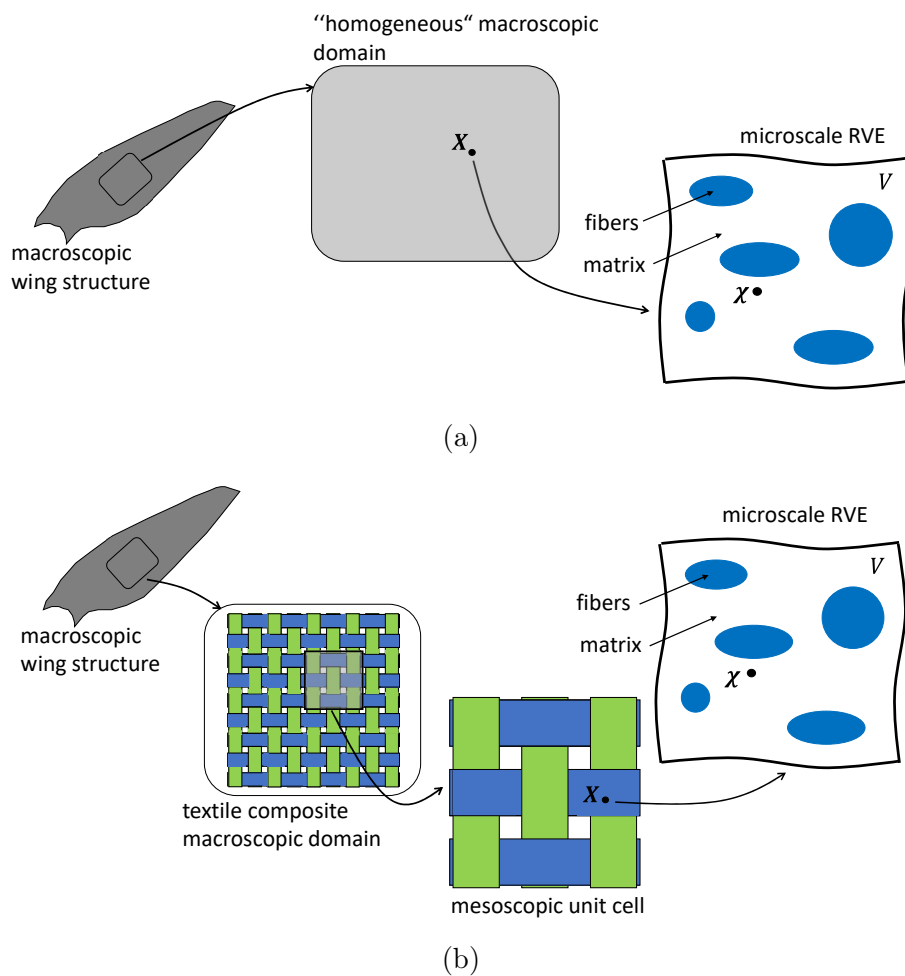 ‘‘homogeneous“ macroscopic
domain
X
microscale RVE
V
fibers
matrix
χ
macroscopic
wing structure
(a)
microscale RVE
V
fibers
matrix
χ
macroscopic
wing structure
X
textile composite
macroscopic domain
mesoscopic unit cell
(b)